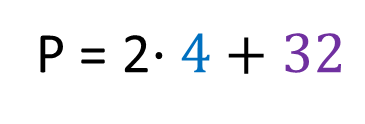 P = 2· 4 + 32